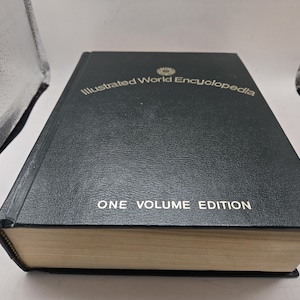 Illustrated World Encyclopedia
ONE VOLUME EDITION